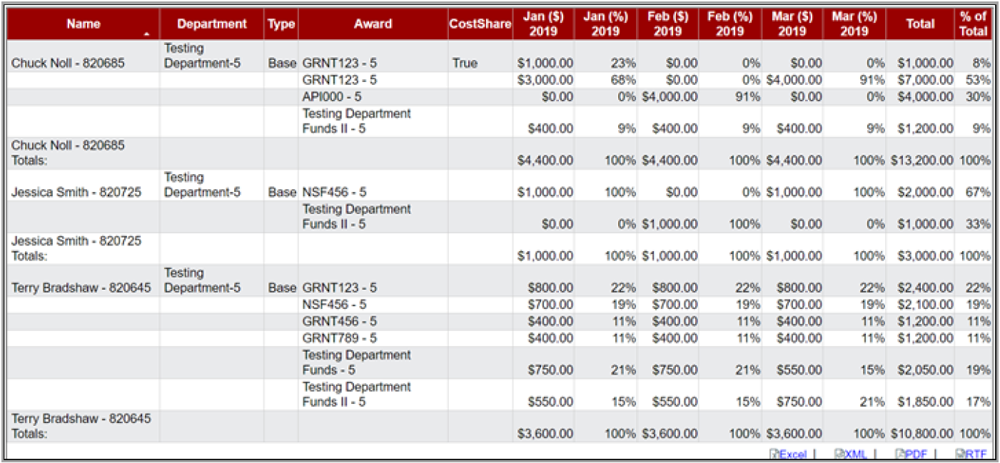 Name Department Type Award CostShare Jan ($) 2019 Jan (%) 2019 Feb ($) 2019 Feb (%) 2019 Mar ($) 2019 Mar (%) 2019 Total % of Total
Chuck Noll - 820685 Testing Department-5 Base GRNT123 - 5 True $1,000.00 23% $0.00 0% $0.00 0% $1,000.00 8%
GRNT123 - 5 $3,000.00 68% $0.00 0% $4,000.00 91% $7,000.00 53%
API000 - 5 $0.00 0% $4,000.00 91% $0.00 0% $4,000.00 30%
Testing Department
Funds II - 5 $400.00 9% $400.00 9% $400.00 9% $1,200.00 9%
Chuck Noll - 820685
Totals: $4,400.00 100% $4,400.00 100% $4,400.00 100% $13,200.00 100%
Jessica Smith - 820725 Testing Department-5 Base NSF456 - 5 $1,000.00 100% $0.00 0% $1,000.00 100% $2,000.00 67%
Testing Department
Funds II - 5 $0.00 0% $1,000.00 100% $0.00 0% $1,000.00 33%
Jessica Smith - 820725
Totals: $1,000.00 100% $1,000.00 100% $1,000.00 100% $3,000.00 100%
Terry Bradshaw - 820645 Testing Department-5 Base GRNT123 - 5 $800.00 22% $800.00 22% $800.00 22% $2,400.00 22%
NSF456 - 5 $700.00 19% $700.00 19% $700.00 19% $2,100.00 19%
GRNT456 - 5 $400.00 11% $400.00 11% $400.00 11% $1,200.00 11%
GRNT789 - 5 $400.00 11% $400.00 11% $400.00 11% $1,200.00 11%
Testing Department
Funds - 5 $750.00 21% $750.00 21% $550.00 15% $2,050.00 19%
Testing Department
Funds II - 5 $550.00 15% $550.00 15% $750.00 21% $1,850.00 17%
Terry Bradshaw - 820645
Totals: $3,600.00 100% $3,600.00 100% $3,600.00 100% $10,800.00 100%
Excel | XML | PDF | RTF